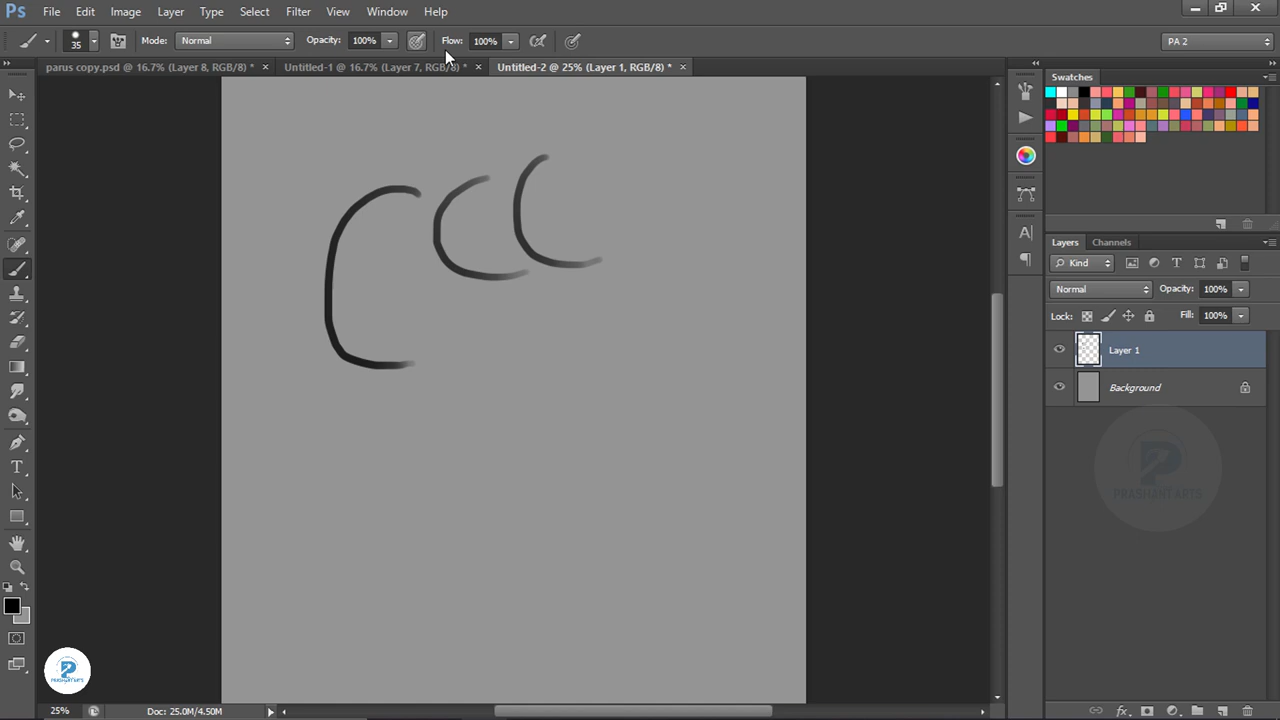 Ps File Edit Image Layer Type Select Filter View Window Help
35 Mode: Normal Opacity: 100% Flow: 100% PA 2
parus copy.psd @ 16.7% (Layer 8, RGB/8) * × Untitled-1 @ 16.7% (Layer 7, RGB/8) * × Untitled-2 @ 25% (Layer 1, RGB/8) * ×
Swatches
Layers Channels
Kind
Normal Opacity: 100%
Lock: Fill: 100%
Layer 1
Background
PRASHANT ARTS
PRASHANT ARTS
25% Doc: 25.0M/4.50M